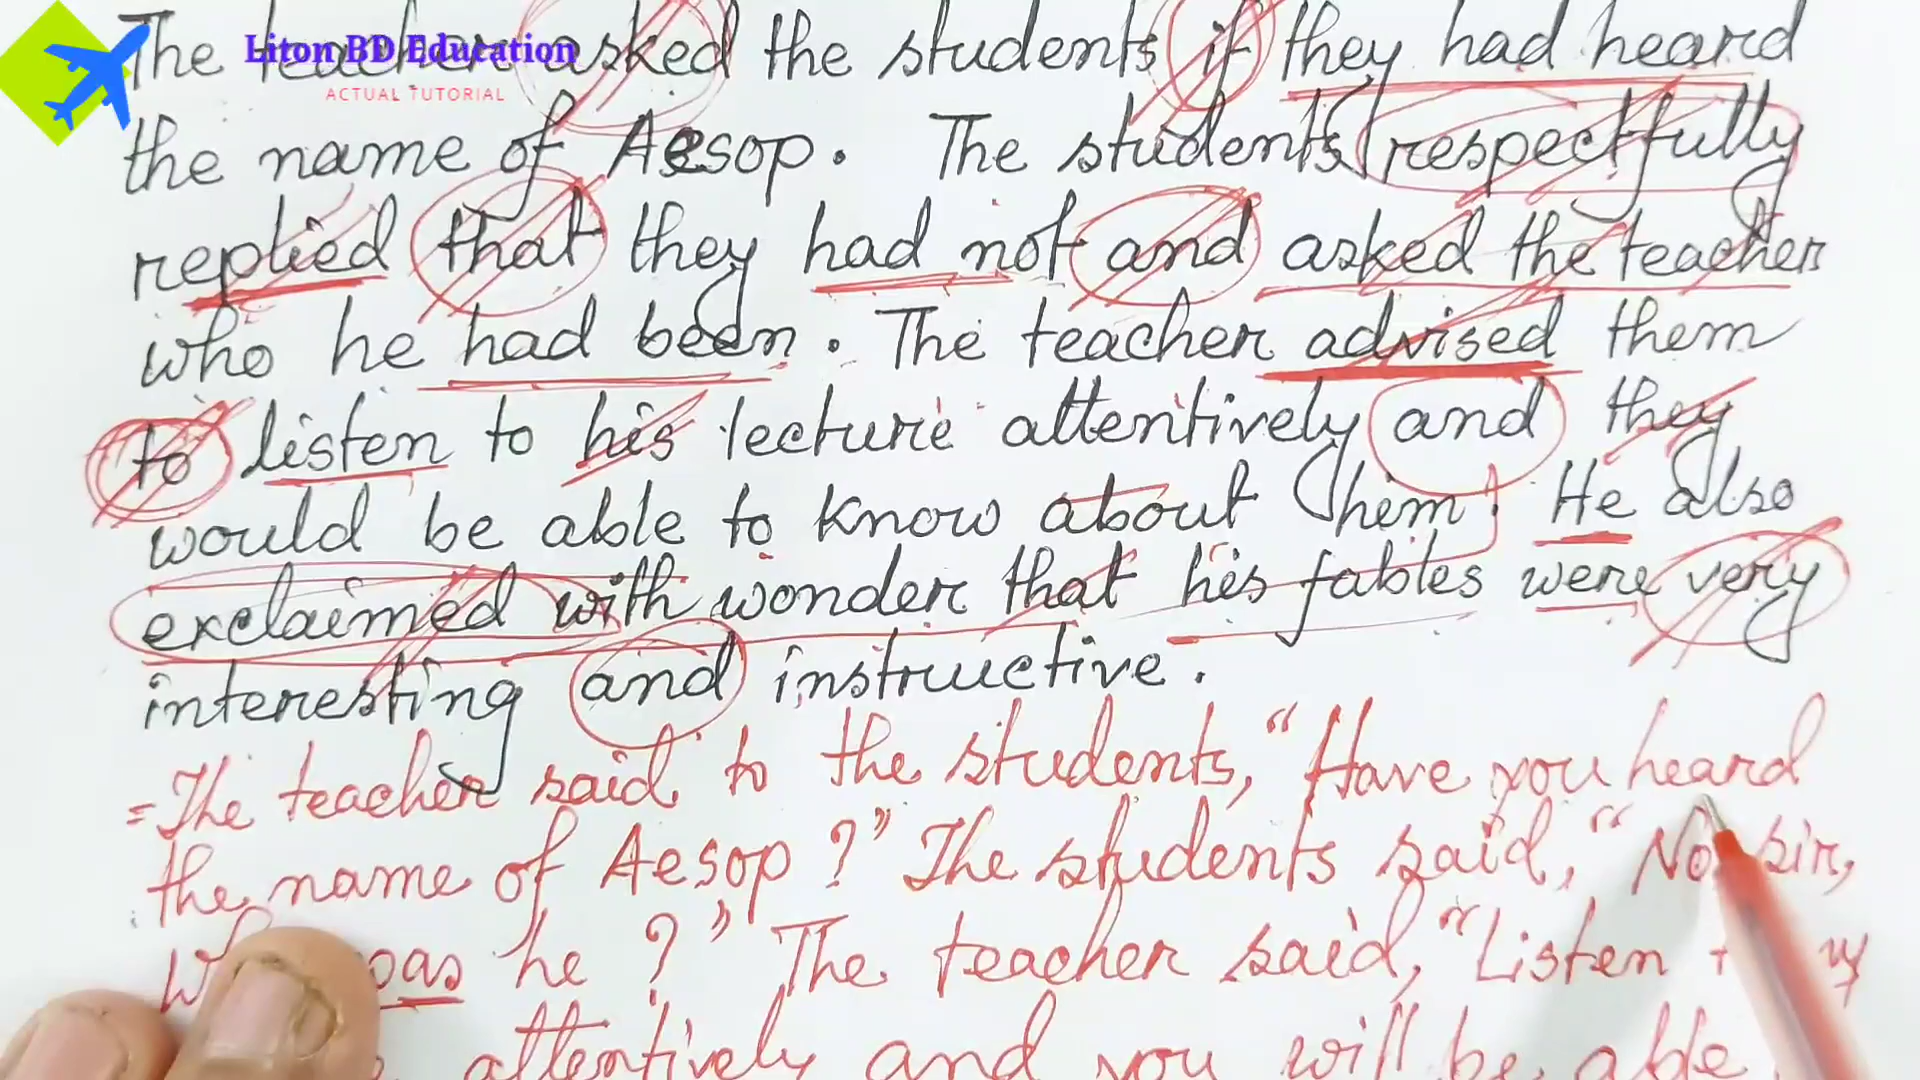 Liton BD Education
ACTUAL TUTORIAL
The teacher asked the students if they had heard
the name of Aesop. The students respectfully
replied that they had not and asked the teacher
who he had been. The teacher advised them
to listen to his lecture attentively and they
would be able to know about him. He also
exclaimed with wonder that his fables were very
interesting and instructive.
=The teacher said to the students, "Have you heard
the name of Aesop?" The students said, "No, sir,
was he?" The teacher said, "Listen
attentively and you will be able